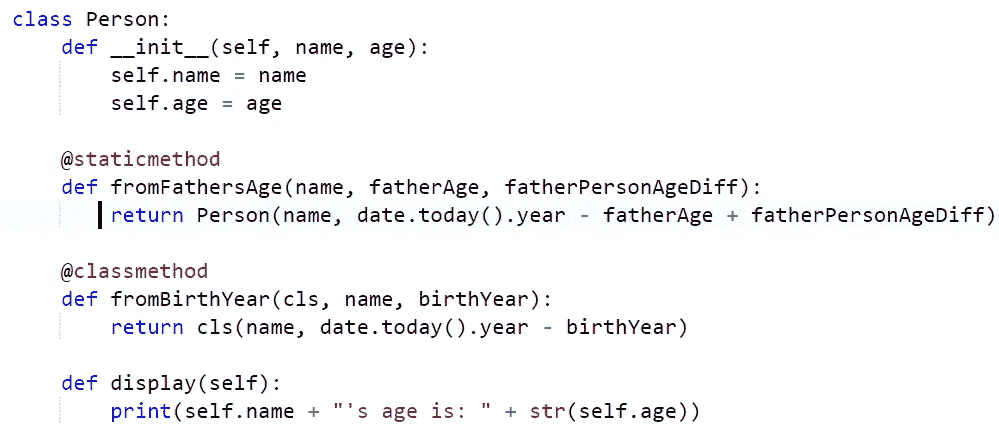 class Person:
    def __init__(self, name, age):
        self.name = name
        self.age = age

    @staticmethod
    def fromFathersAge(name, fatherAge, fatherPersonAgeDiff):
        return Person(name, date.today().year - fatherAge + fatherPersonAgeDiff)

    @classmethod
    def fromBirthYear(cls, name, birthYear):
        return cls(name, date.today().year - birthYear)

    def display(self):
        print(self.name + "'s age is: " + str(self.age))